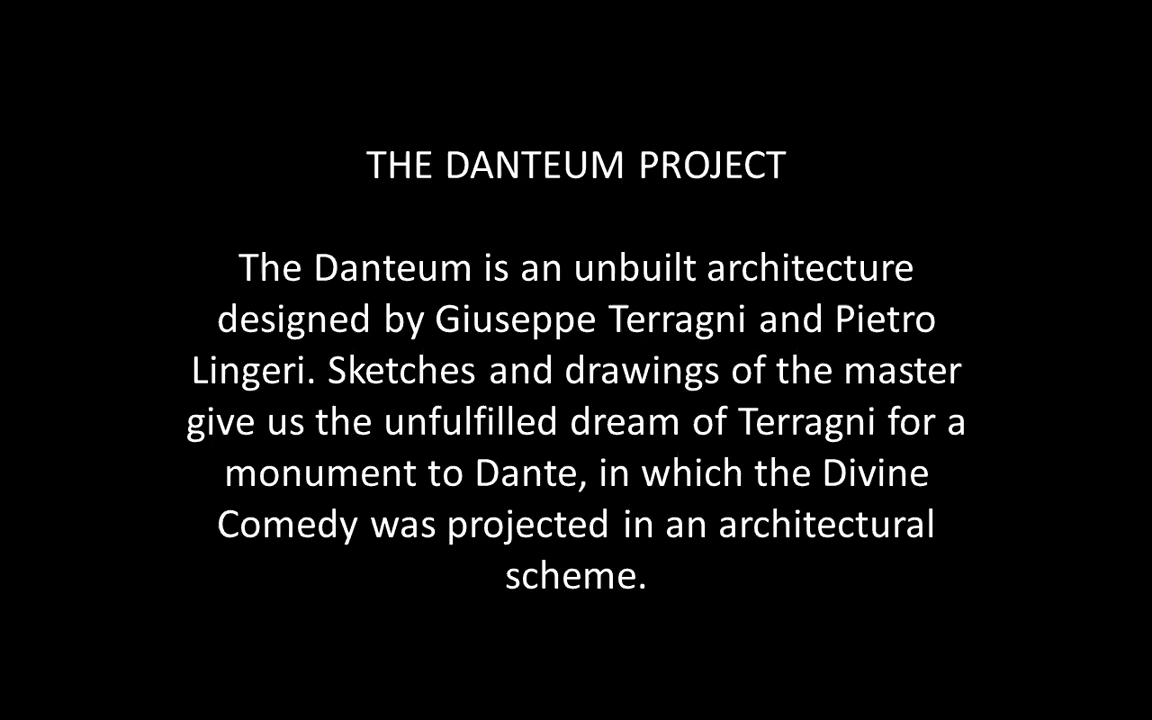 THE DANTEUM PROJECT
The Danteum is an unbuilt architecture
designed by Giuseppe Terragni and Pietro
Lingeri. Sketches and drawings of the master
give us the unfulfilled dream of Terragni for a
monument to Dante, in which the Divine
Comedy was projected in an architectural
scheme.